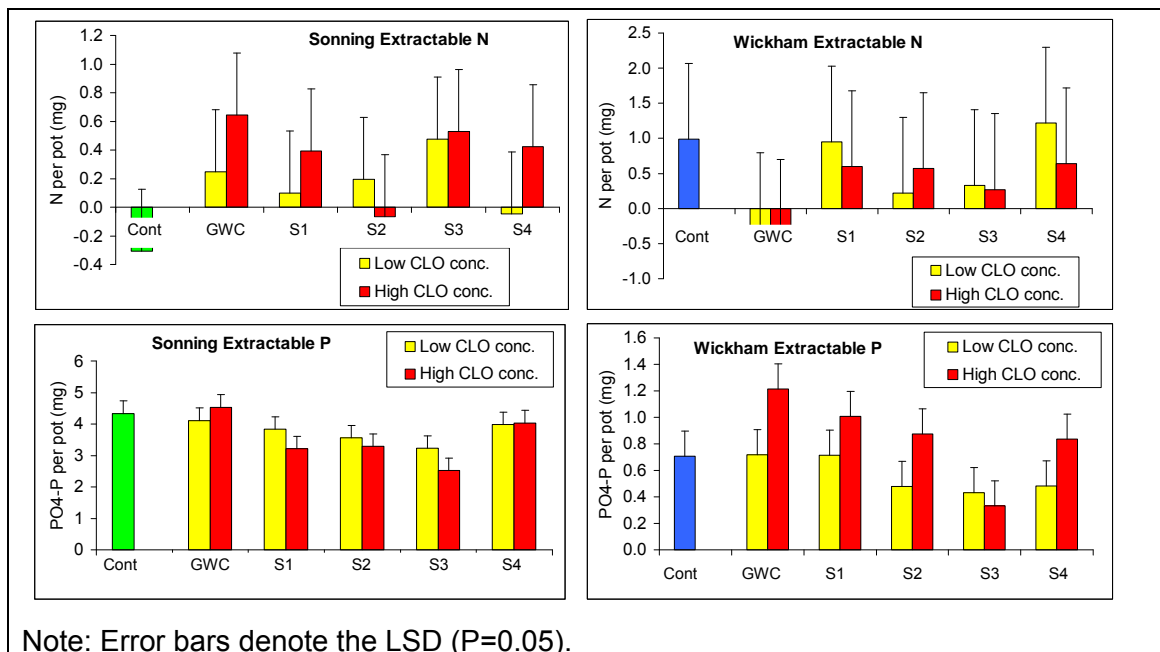 Sonning Extractable N
N per pot (mg)
1.2
1.0
0.8
0.6
0.4
0.2
0.0
-0.2
-0.4
Cont GWC S1 S2 S3 S4
Low CLO conc.
High CLO conc.
Wickham Extractable N
N per pot (mg)
2.5
2.0
1.5
1.0
0.5
0.0
-0.5
-1.0
Cont GWC S1 S2 S3 S4
Low CLO conc.
High CLO conc.
Sonning Extractable P
Low CLO conc.
High CLO conc.
PO4-P per pot (mg)
6
5
4
3
2
1
0
Cont GWC S1 S2 S3 S4
Wickham Extractable P
Low CLO conc.
High CLO conc.
PO4-P per pot (mg)
1.6
1.4
1.2
1.0
0.8
0.6
0.4
0.2
0.0
Cont GWC S1 S2 S3 S4
Note: Error bars denote the LSD (P=0.05).